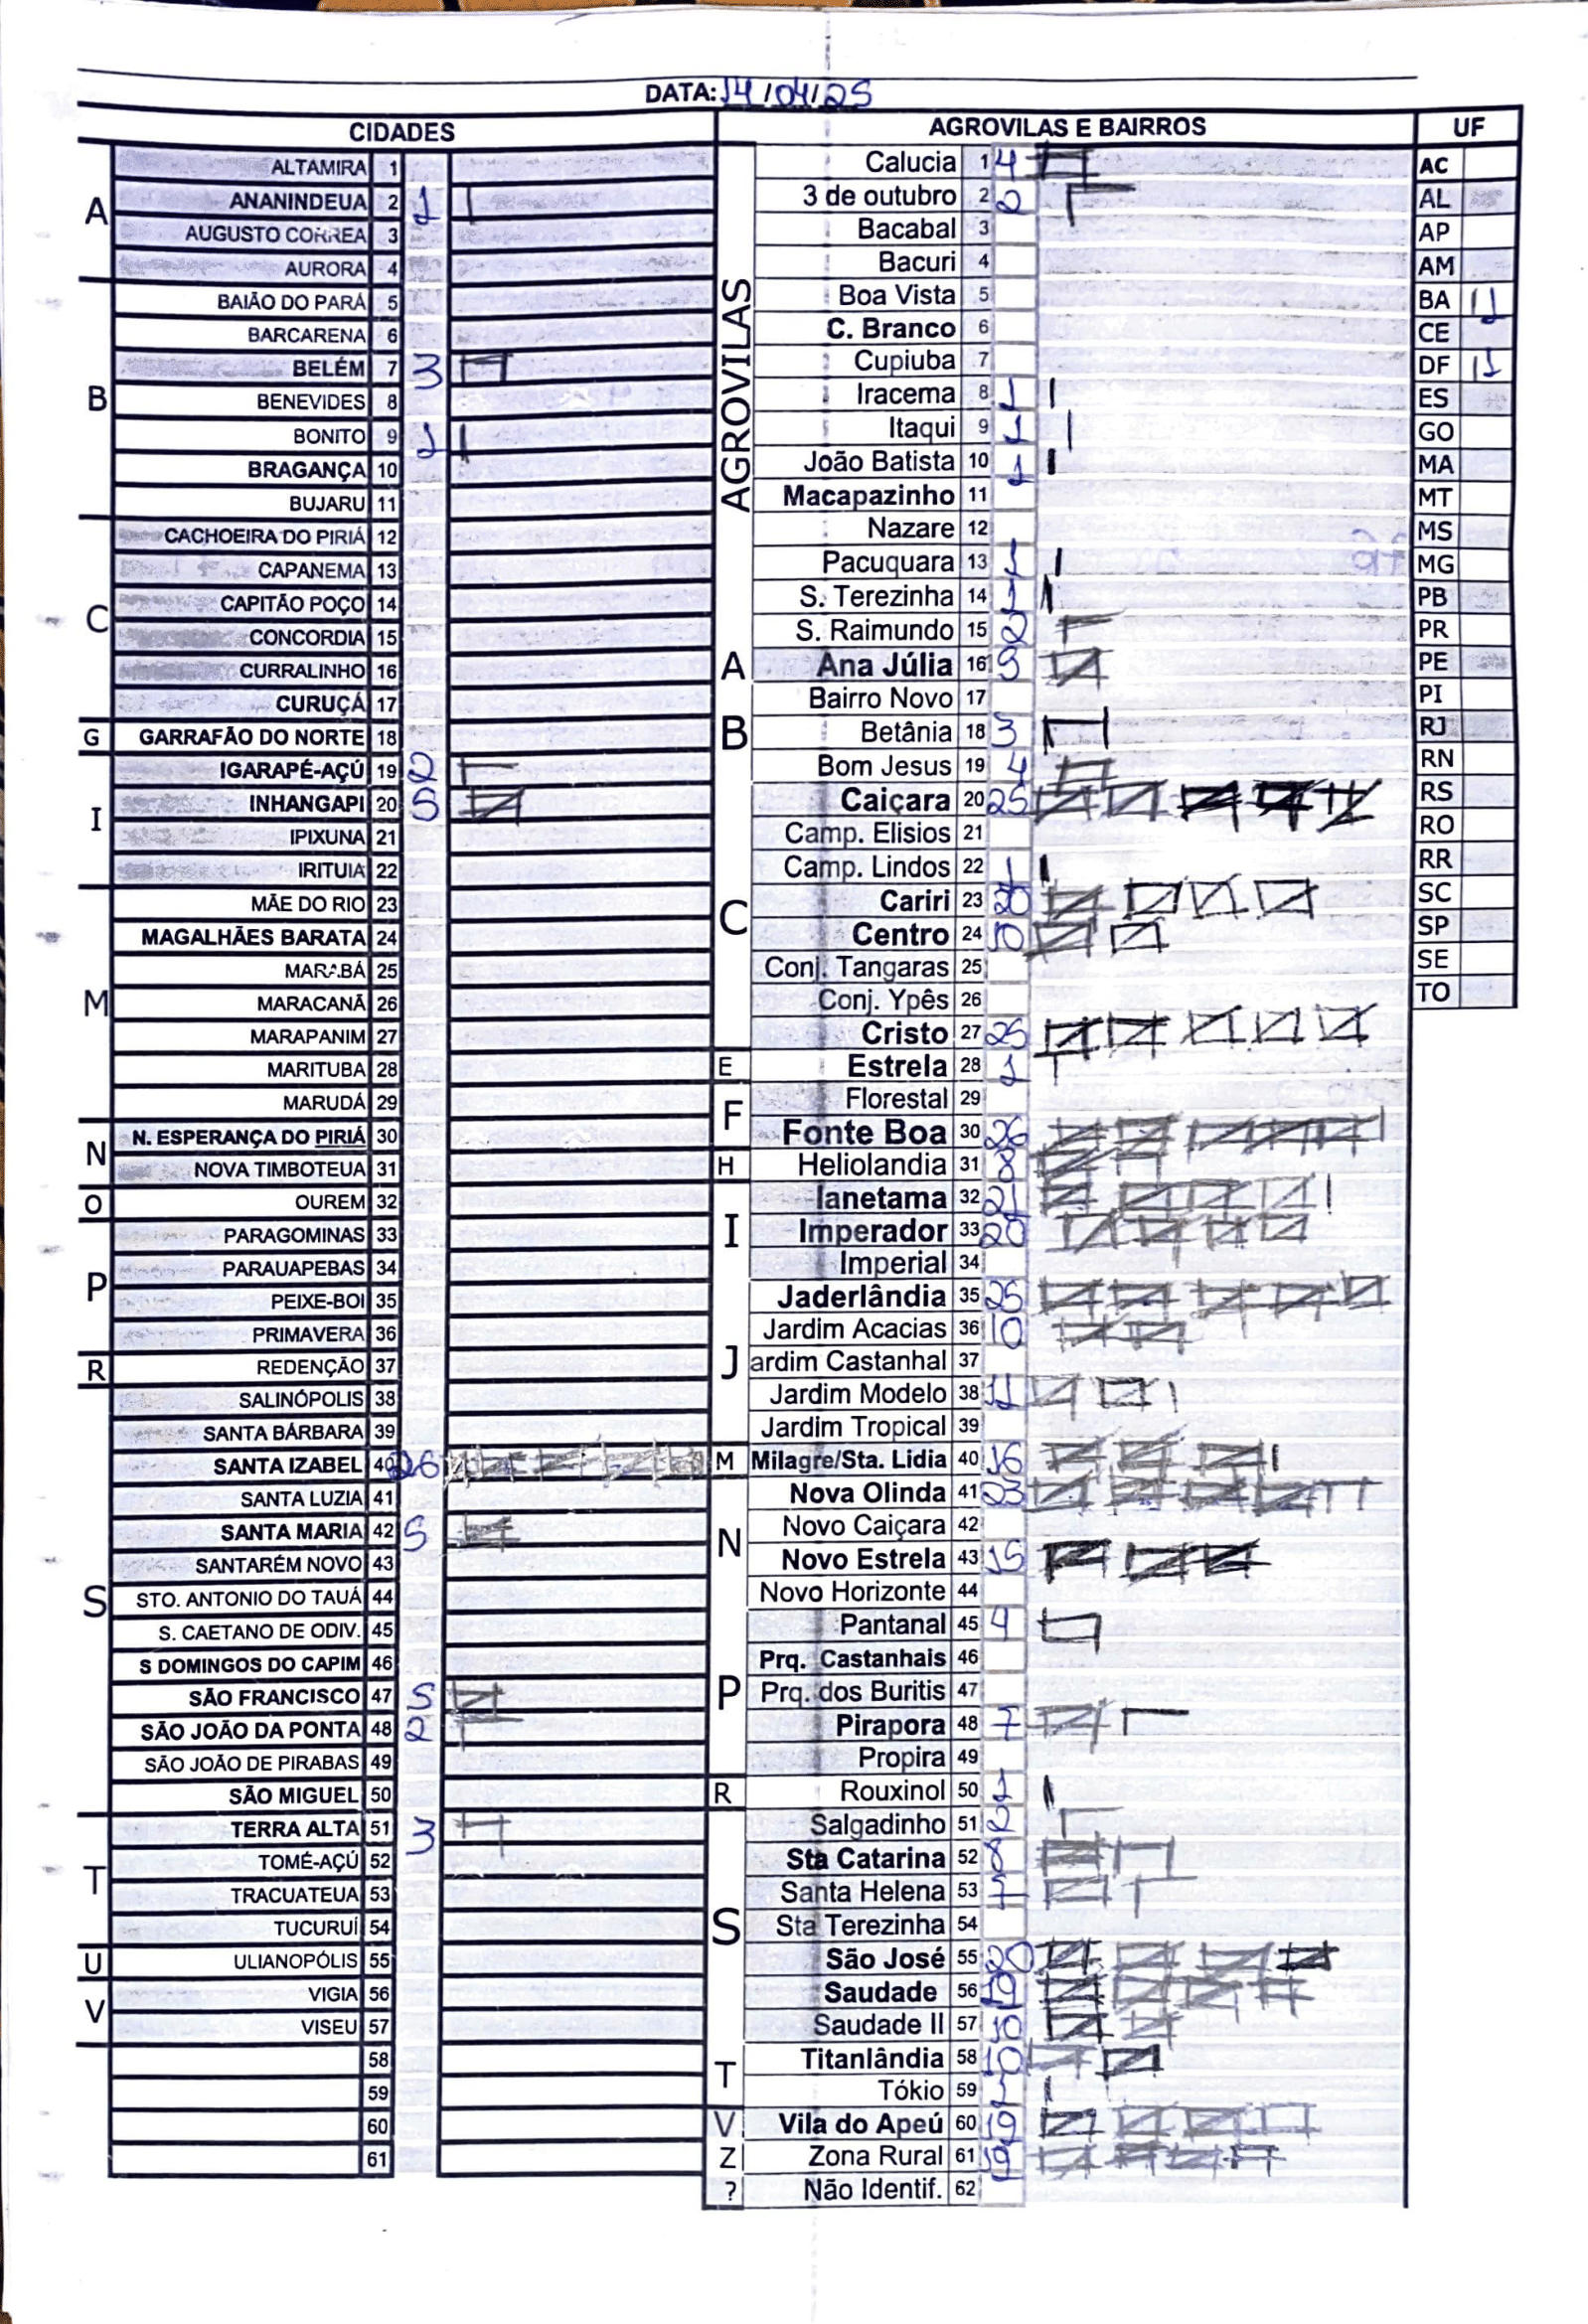 DATA: 14/04/25
CIDADES
A
ALTAMIRA 1
ANANINDEUA 2 1
AUGUSTO CORREA 3
AURORA 4
B
BAIÃO DO PARÁ 5
BARCARENA 6
BELÉM 7 3
BENEVIDES 8
BONITO 9 1
BRAGANÇA 10
BUJARU 11
C
CACHOEIRA DO PIRIÁ 12
CAPANEMA 13
CAPITÃO POÇO 14
CONCORDIA 15
CURRALINHO 16
CURUÇÁ 17
G
GARRAFÃO DO NORTE 18
I
IGARAPÉ-AÇÚ 19 2
INHANGAPI 20 5
IPIXUNA 21
IRITUIA 22
M
MÃE DO RIO 23
MAGALHÃES BARATA 24
MARABÁ 25
MARACANÃ 26
MARAPANIM 27
MARITUBA 28
MARUDÁ 29
N
N. ESPERANÇA DO PIRIÁ 30
NOVA TIMBOTEUA 31
O
OUREM 32
P
PARAGOMINAS 33
PARAUAPEBAS 34
PEIXE-BOI 35
PRIMAVERA 36
R
REDENÇÃO 37
S
SALINÓPOLIS 38
SANTA BÁRBARA 39
SANTA IZABEL 40 26
SANTA LUZIA 41
SANTA MARIA 42 5
SANTARÉM NOVO 43
STO. ANTONIO DO TAUÁ 44
S. CAETANO DE ODIV. 45
S DOMINGOS DO CAPIM 46
SÃO FRANCISCO 47 5
SÃO JOÃO DA PONTA 48 2
SÃO JOÃO DE PIRABAS 49
SÃO MIGUEL 50
T
TERRA ALTA 51 3
TOMÉ-AÇÚ 52
TRACUATEUA 53
TUCURUÍ 54
U
ULIANOPÓLIS 55
V
VIGIA 56
VISEU 57
58
59
60
61
AGROVILAS E BAIRROS
AGROVILAS
Calucia 1 4
3 de outubro 2 2
Bacabal 3
Bacuri 4
Boa Vista 5
C. Branco 6
Cupiuba 7
Iracema 8 1
Itaqui 9 1
João Batista 10 1
Macapazinho 11
Nazare 12
Pacuquara 13 1
S. Terezinha 14 1
S. Raimundo 15 2
A
Ana Júlia 16 5
B
Bairro Novo 17
Betânia 18 3
Bom Jesus 19 4
C
Caiçara 20 25
Camp. Elisios 21
Camp. Lindos 22 1
Cariri 23 20
Centro 24 10
Conj. Tangaras 25
Conj. Ypês 26
Cristo 27 25
E
Estrela 28 1
F
Florestal 29
Fonte Boa 30 26
H
Heliolandia 31 8
I
Ianetama 32 21
Imperador 33 20
Imperial 34
J
Jaderlândia 35 25
Jardim Acacias 36 10
ardim Castanhal 37
Jardim Modelo 38 11
Jardim Tropical 39
M
Milagre/Sta. Lidia 40 16
N
Nova Olinda 41 23
Novo Caiçara 42
Novo Estrela 43 15
Novo Horizonte 44
P
Pantanal 45 4
Prq. Castanhais 46
Prq. dos Buritis 47
Pirapora 48 7
Propira 49
R
Rouxinol 50 1
S
Salgadinho 51 2
Sta Catarina 52 8
Santa Helena 53 7
Sta Terezinha 54
São José 55 20
Saudade 56 19
Saudade II 57 10
T
Titanlândia 58 10
Tókio 59 1
V
Vila do Apeú 60 19
Z
Zona Rural 61 19
?
Não Identif. 62
UF
AC
AL
AP
AM
BA 1
CE
DF 1
ES
GO
MA
MT
MS
MG
PB
PR
PE
PI
RJ
RN
RS
RO
RR
SC
SP
SE
TO